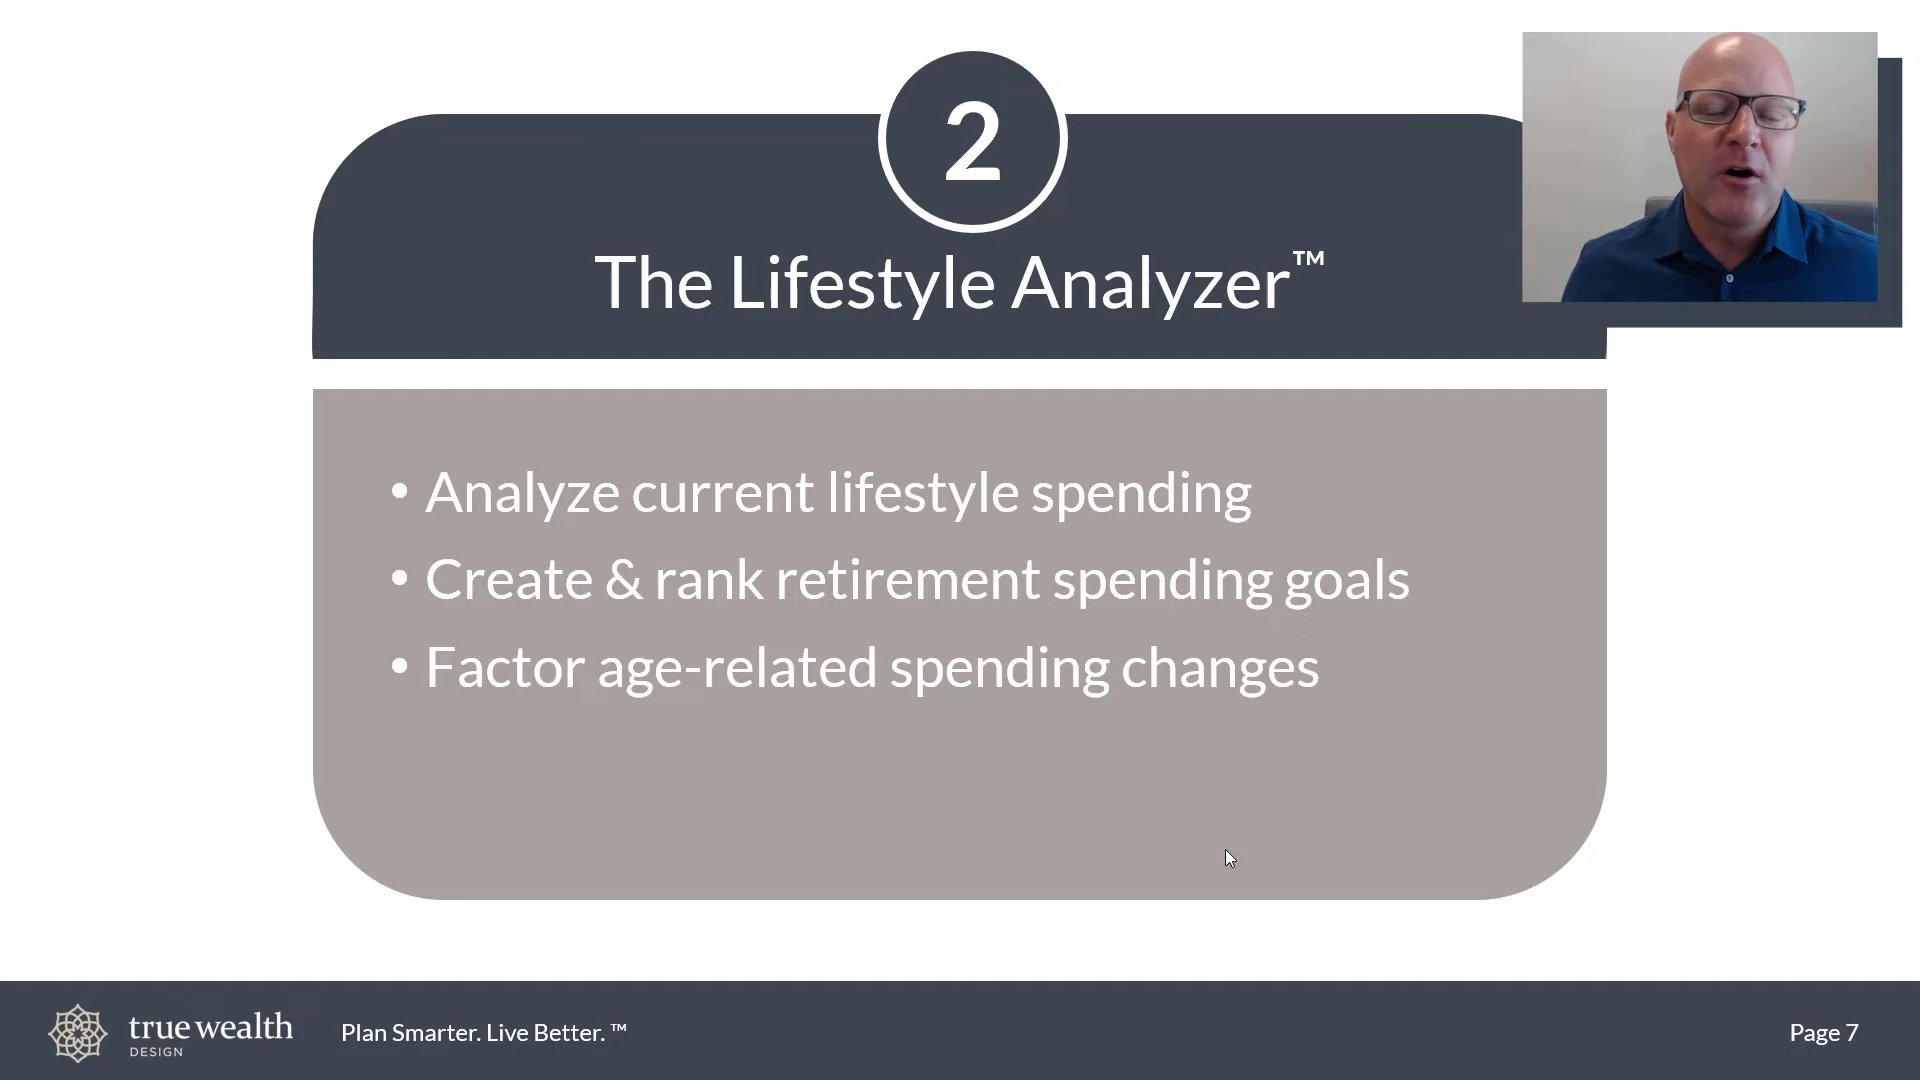 2
The Lifestyle Analyzer™
• Analyze current lifestyle spending
• Create & rank retirement spending goals
• Factor age-related spending changes
true wealth
DESIGN
Plan Smarter. Live Better. ™
Page 7